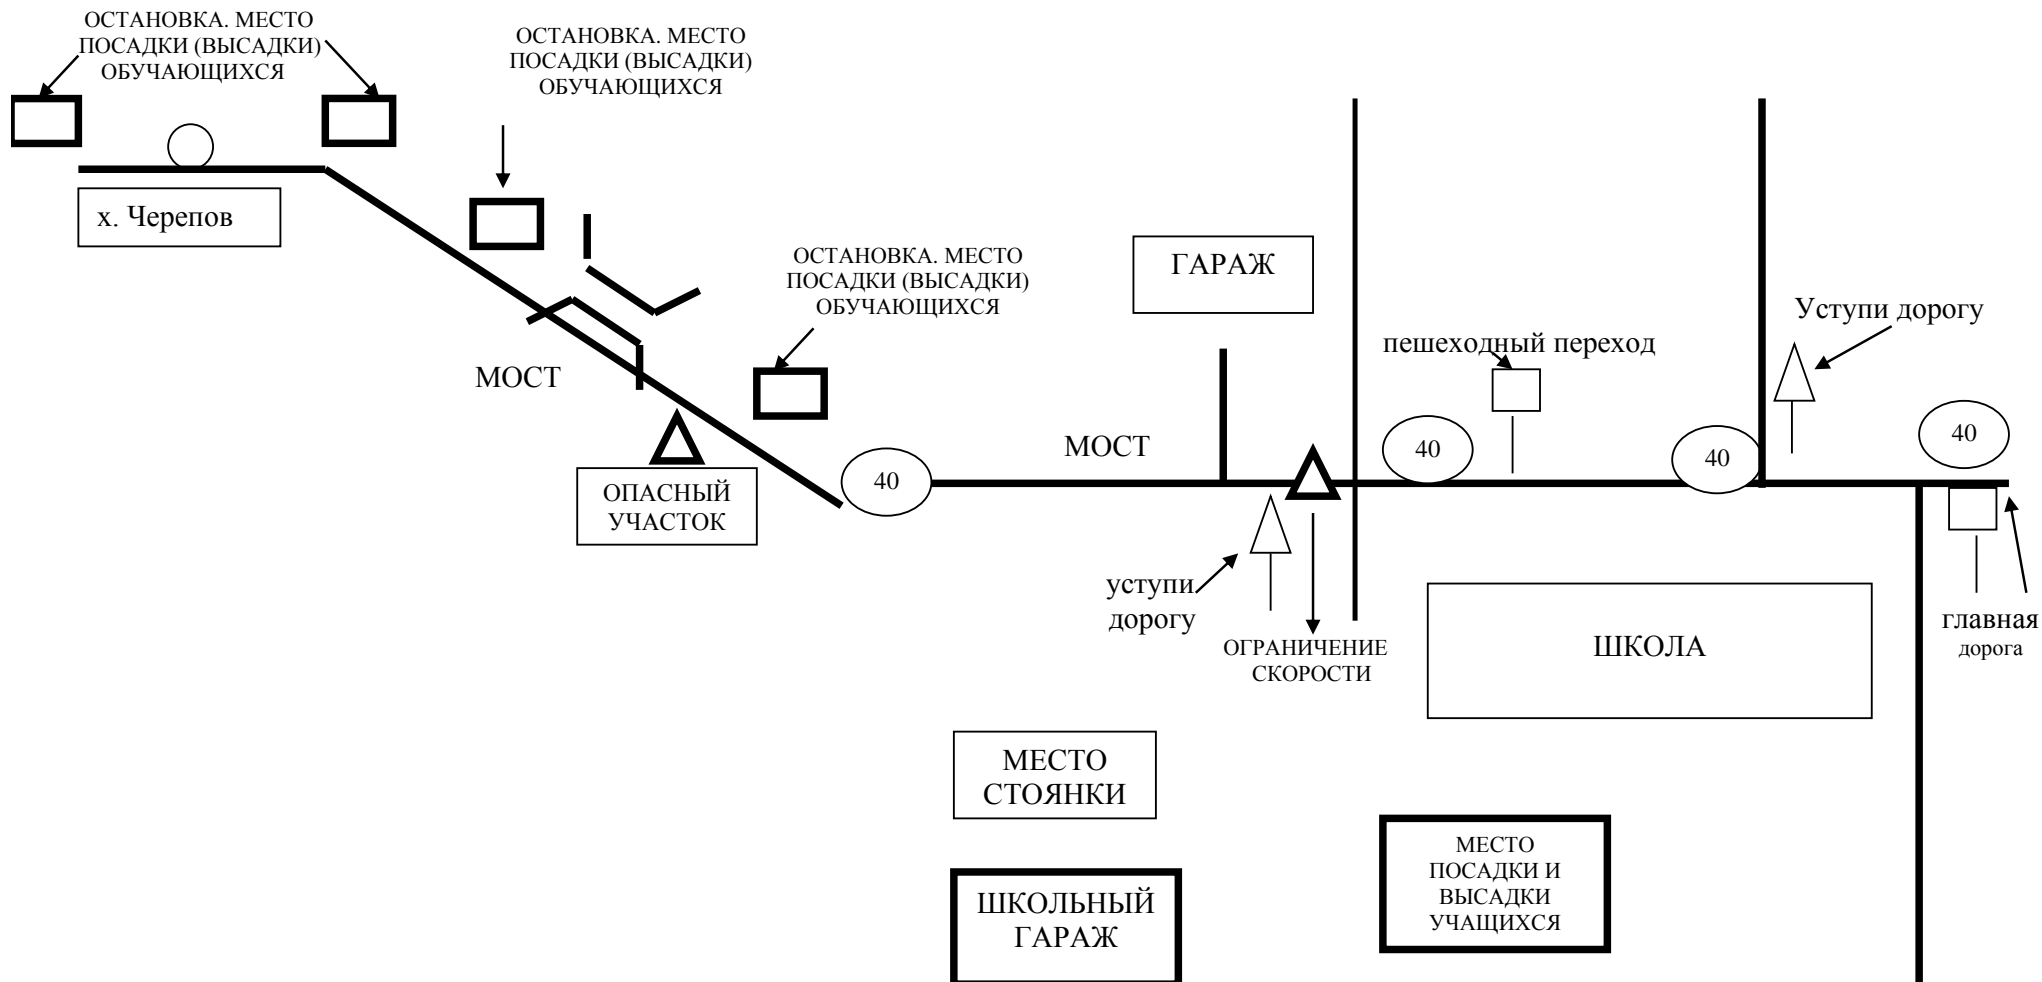 ОСТАНОВКА. МЕСТО
ПОСАДКИ (ВЫСАДКИ)
ОБУЧАЮЩИХСЯ
ОСТАНОВКА. МЕСТО
ПОСАДКИ (ВЫСАДКИ)
ОБУЧАЮЩИХСЯ
х. Черепов
ОСТАНОВКА. МЕСТО
ПОСАДКИ (ВЫСАДКИ)
ОБУЧАЮЩИХСЯ
ГАРАЖ
Уступи дорогу
пешеходный переход
МОСТ
МОСТ
40
40
40
40
ОПАСНЫЙ
УЧАСТОК
уступи
дорогу
ОГРАНИЧЕНИЕ
СКОРОСТИ
ШКОЛА
главная
дорога
МЕСТО
СТОЯНКИ
ШКОЛЬНЫЙ
ГАРАЖ
МЕСТО
ПОСАДКИ И
ВЫСАДКИ
УЧАЩИХСЯ